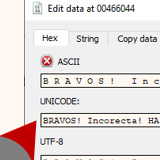 Edit data at 00466044
Hex String Copy data
ASCII
B R A V O S ! I n c
UNICODE:
BRAVOS! Incorecta! HA
UTF-8